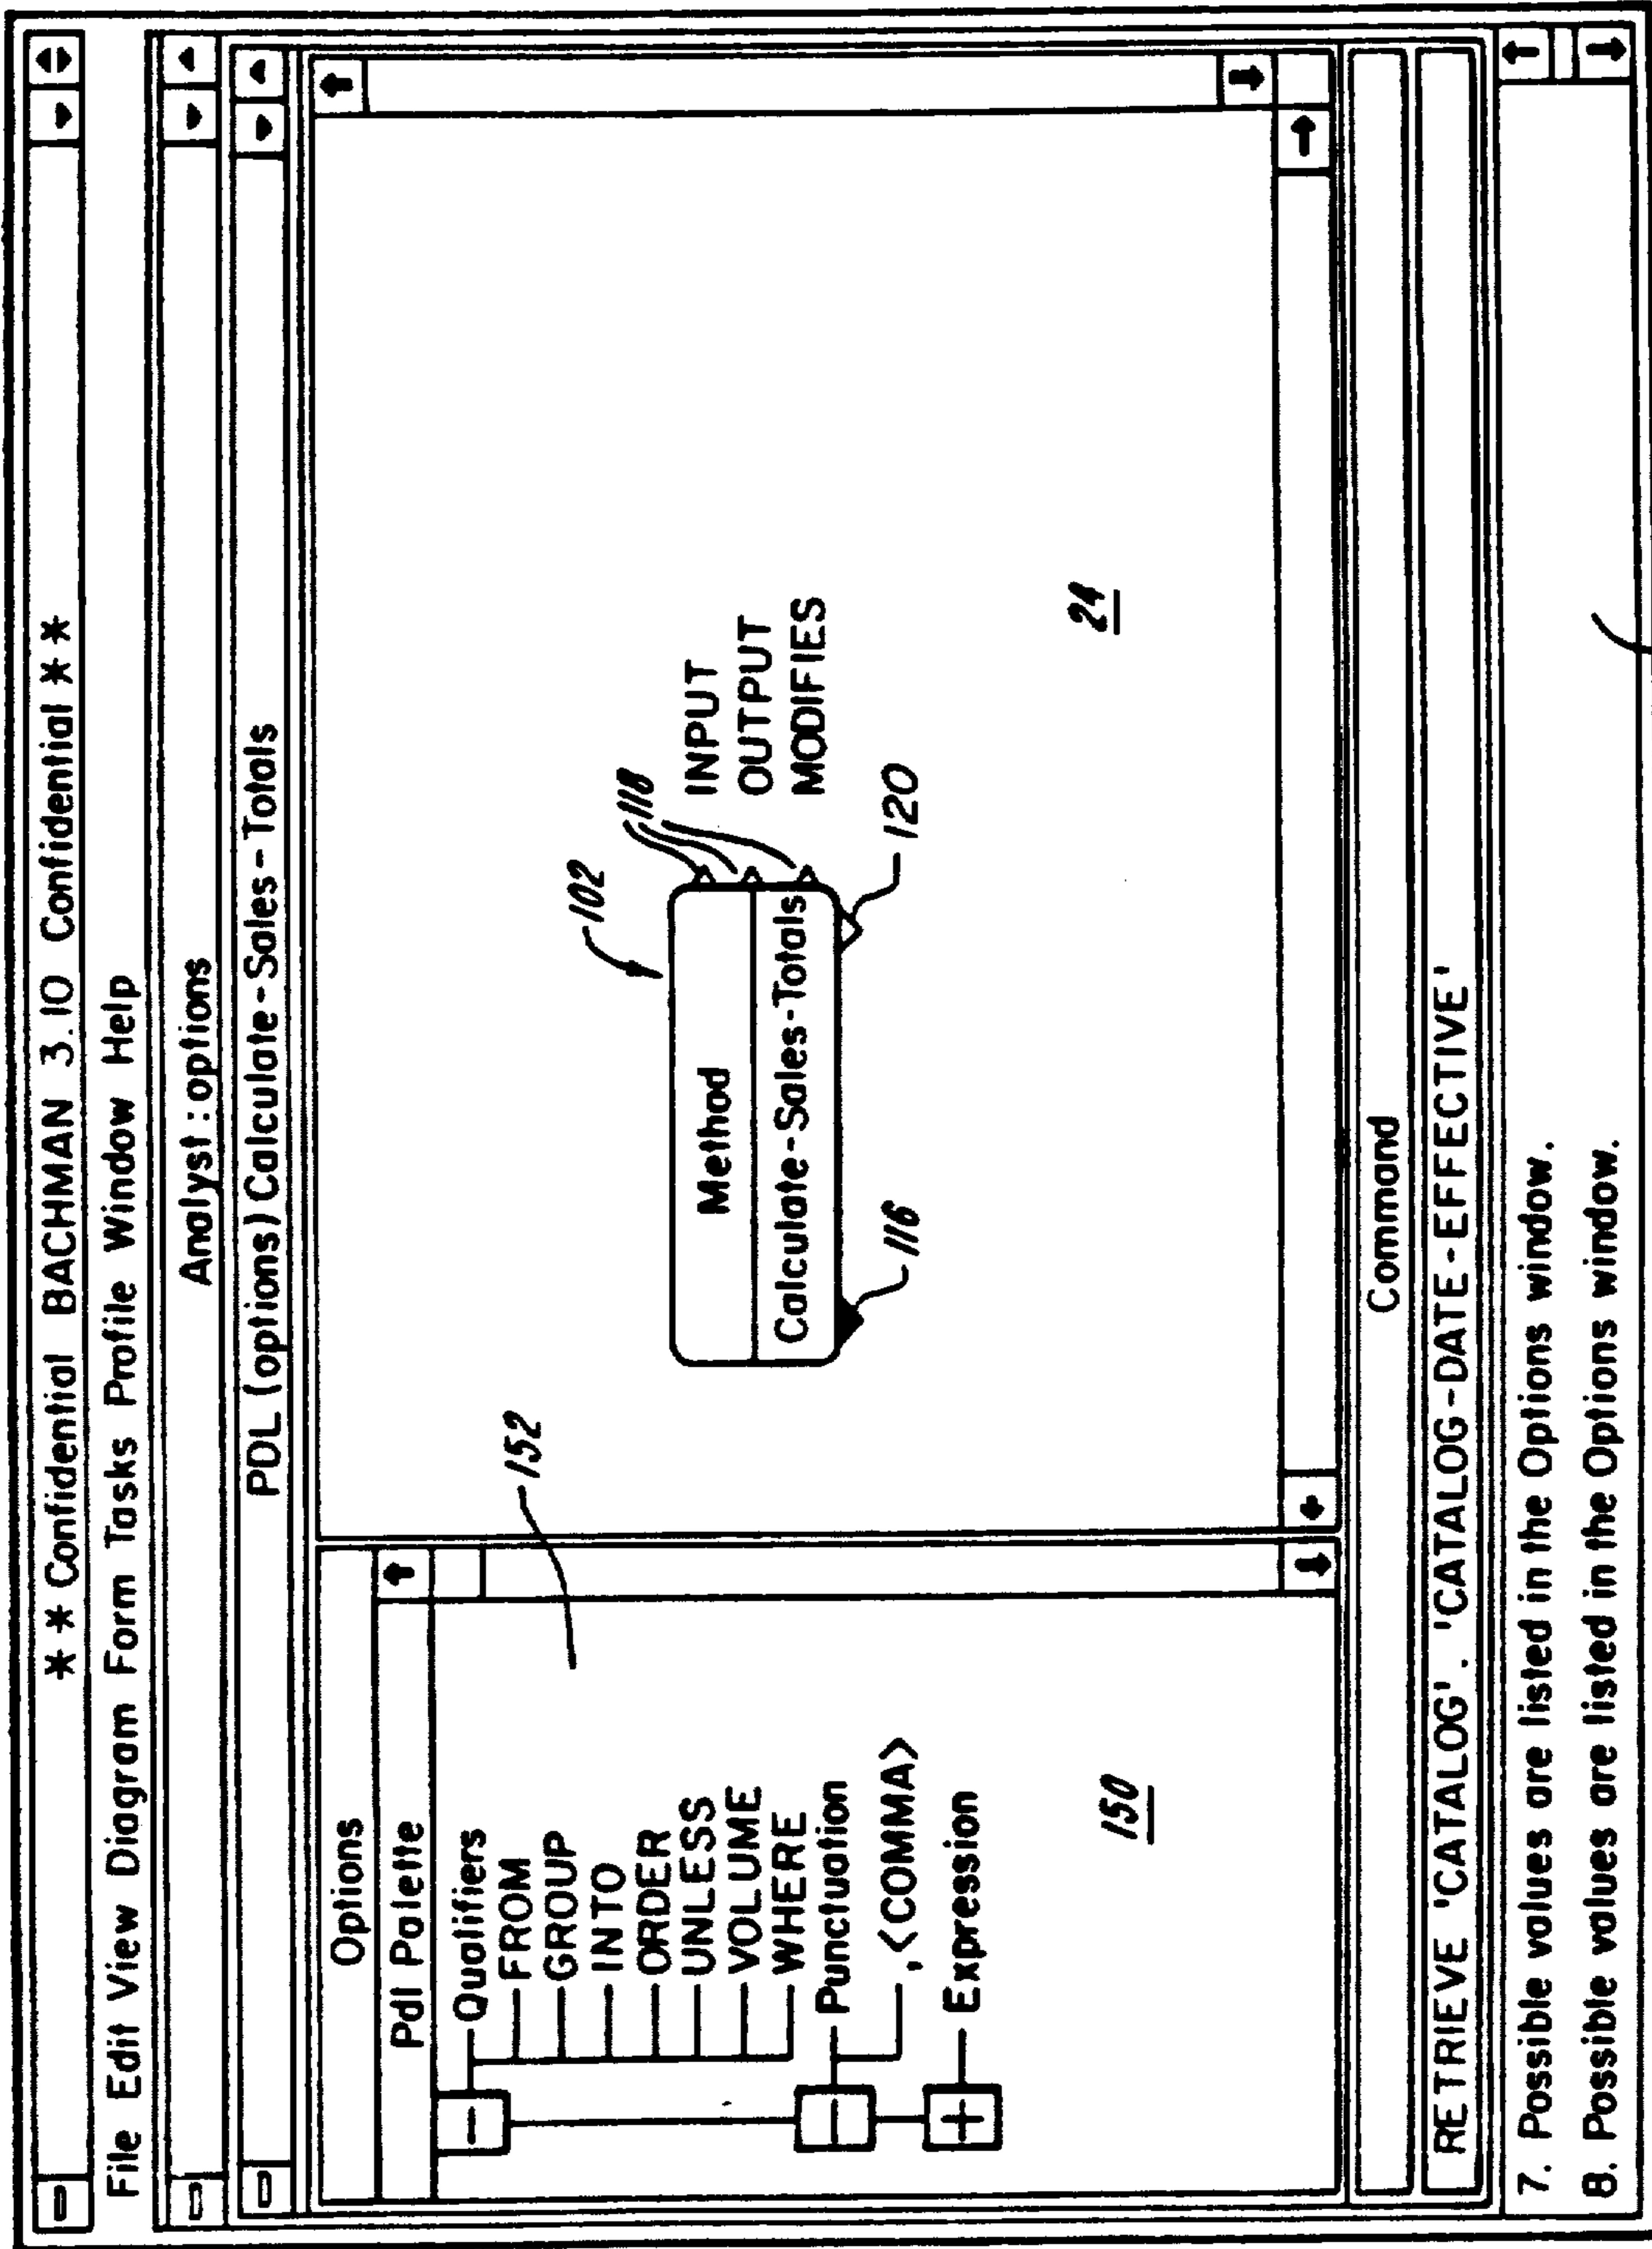 * * Confidential BACHMAN 3.10 Confidential * *
File Edit View Diagram Form Tasks Profile Window Help
Analyst : options
PDL (options) Calculate-Sales-Totals
Options
Pdl Palette
Qualifiers
FROM
GROUP
INTO
ORDER
UNLESS
VOLUME
WHERE
Punctuation
,<COMMA>
Expression
152
150
102
118
Method
Calculate-Sales-Totals
INPUT
OUTPUT
MODIFIES
116
120
24
Command
RETRIEVE 'CATALOG'. 'CATALOG-DATE-EFFECTIVE'
7. Possible values are listed in the Options window.
8. Possible values are listed in the Options window.